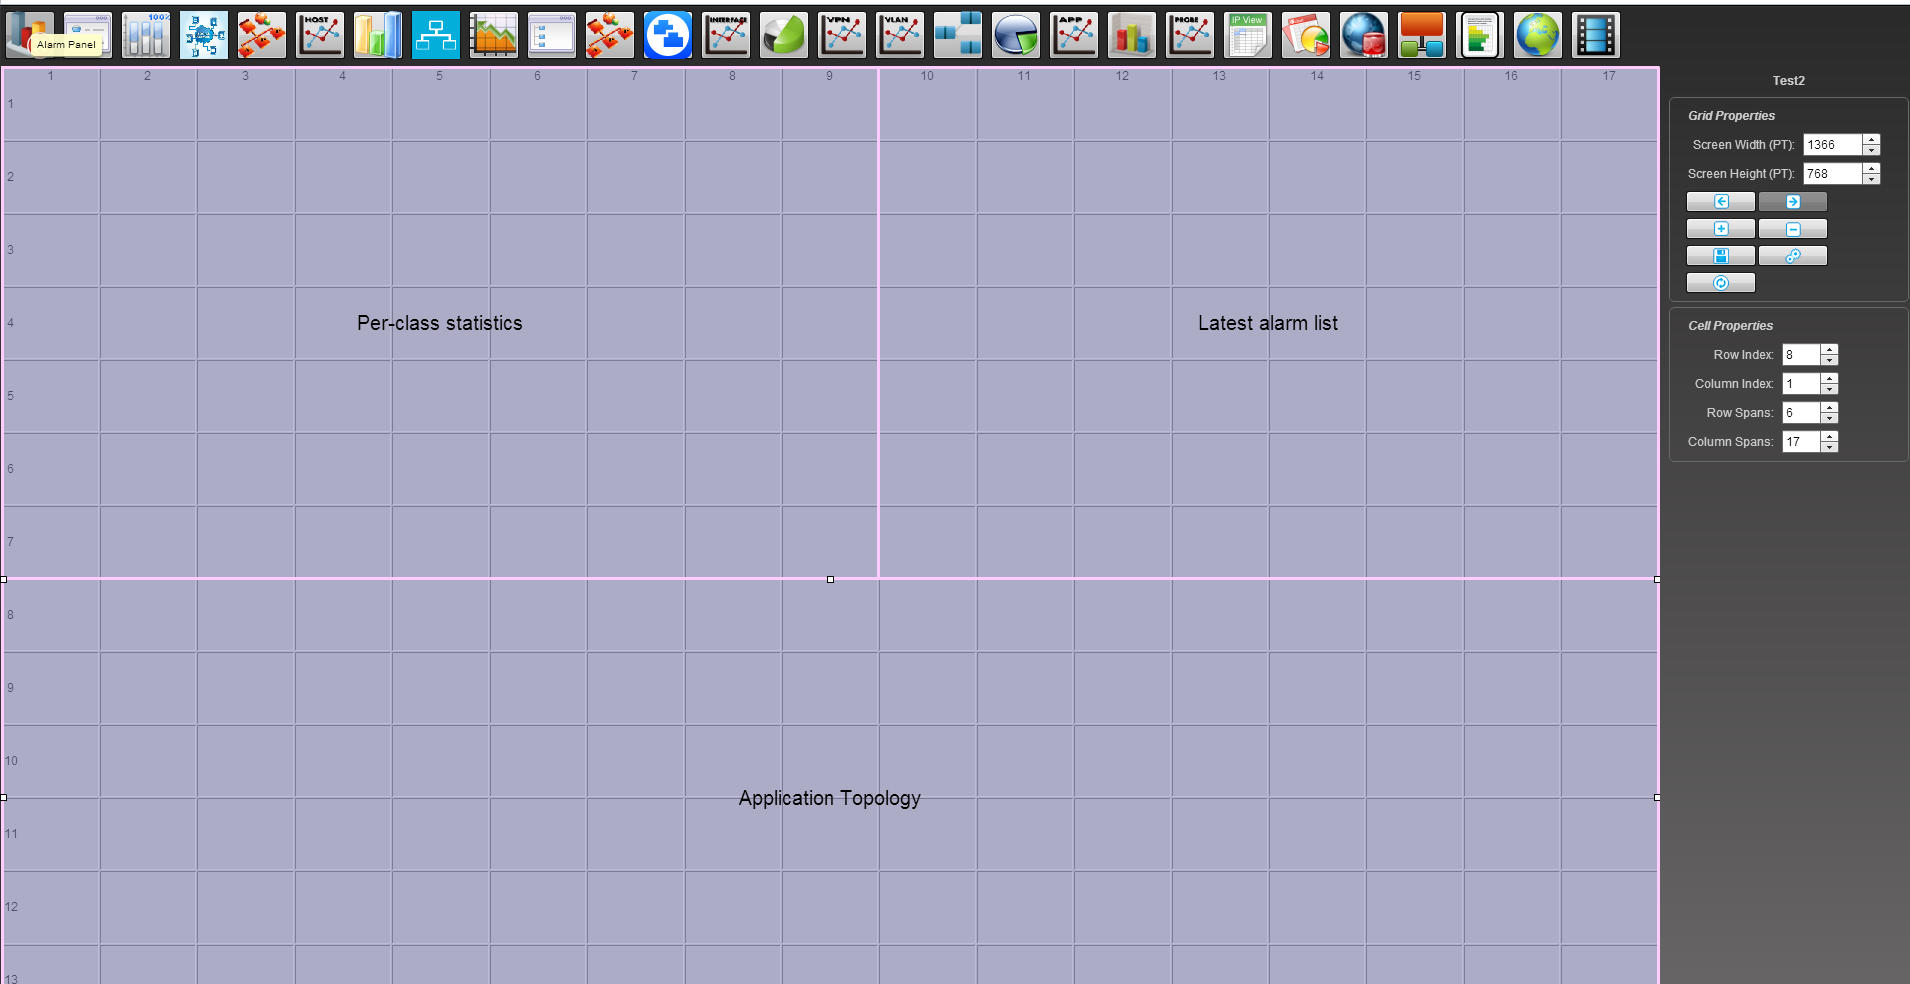 100%
Alarm Panel
HOST
INTERFACE
VPN
VLAN
APP
PROBE
IP View
1 2 3 4 5 6 7 8 9 10 11 12 13 14 15 16 17
1
2
3
4
5
6
7
8
9
10
11
12
13
Per-class statistics
Latest alarm list
Application Topology
Test2
Grid Properties
Screen Width (PT): 1366
Screen Height (PT): 768
Cell Properties
Row Index: 8
Column Index: 1
Row Spans: 6
Column Spans: 17